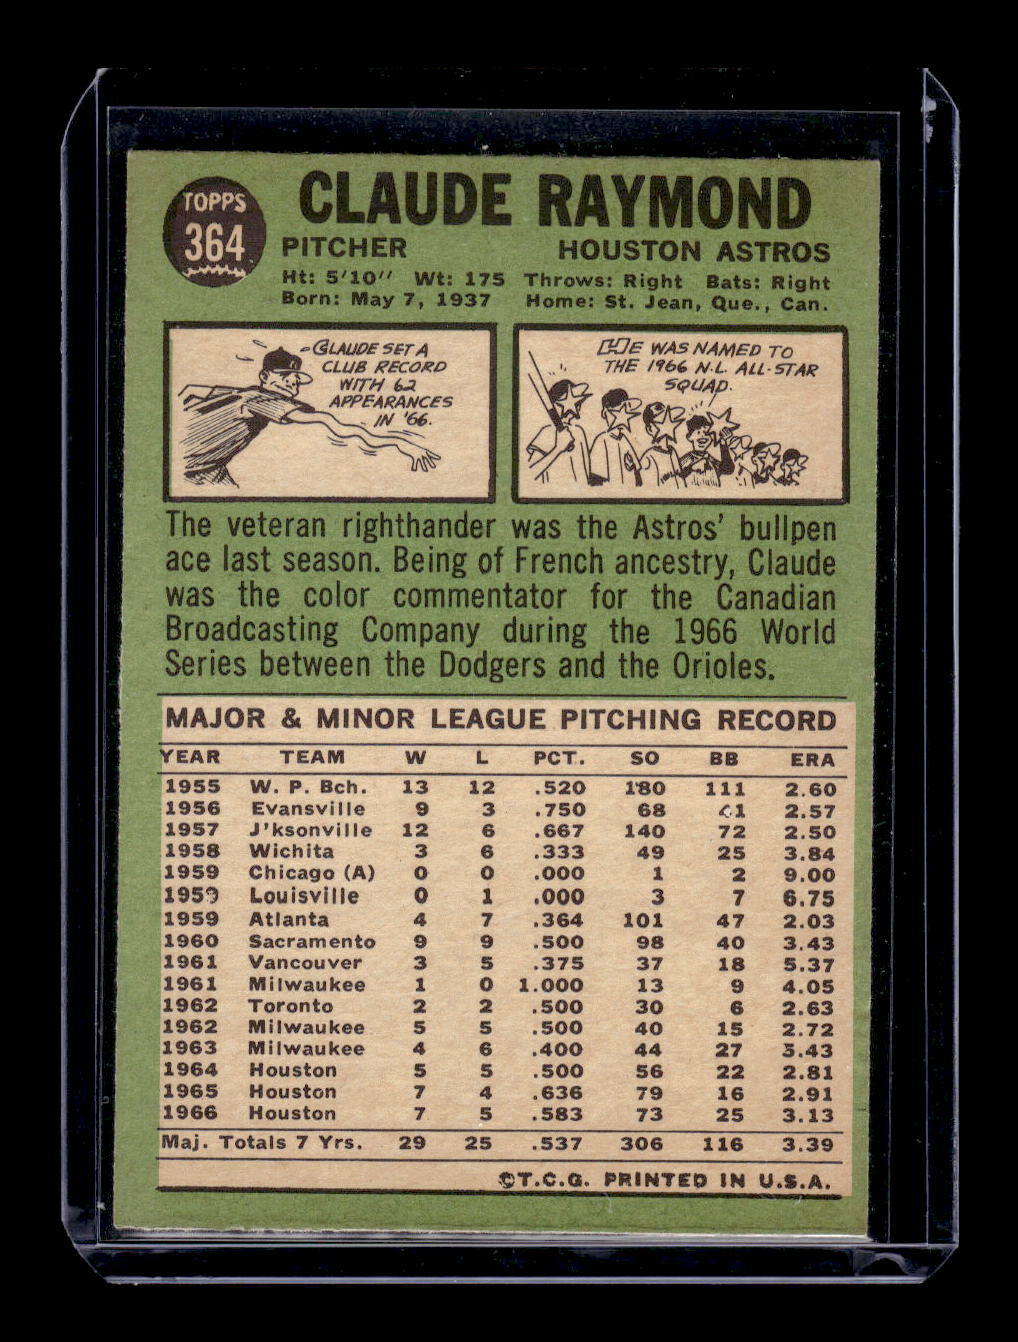 TOPPS
364
CLAUDE RAYMOND
PITCHER HOUSTON ASTROS
Ht: 5'10" Wt: 175 Throws: Right Bats: Right
Born: May 7, 1937 Home: St. Jean, Que., Can.
CLAUDE SET A
CLUB RECORD
WITH 62
APPEARANCES
IN '66.
HE WAS NAMED TO
THE 1966 N.L. ALL-STAR
SQUAD.
The veteran righthander was the Astros' bullpen
ace last season. Being of French ancestry, Claude
was the color commentator for the Canadian
Broadcasting Company during the 1966 World
Series between the Dodgers and the Orioles.
MAJOR & MINOR LEAGUE PITCHING RECORD
YEAR TEAM W L PCT. SO BB ERA
1955 W. P. Bch. 13 12 .520 180 111 2.60
1956 Evansville 9 3 .750 68 41 2.57
1957 J'ksonville 12 6 .667 140 72 2.50
1958 Wichita 3 6 .333 49 25 3.84
1959 Chicago (A) 0 0 .000 1 2 9.00
1959 Louisville 0 1 .000 3 7 6.75
1959 Atlanta 4 7 .364 101 47 2.03
1960 Sacramento 9 9 .500 98 40 3.43
1961 Vancouver 3 5 .375 37 18 5.37
1961 Milwaukee 1 0 1.000 13 9 4.05
1962 Toronto 2 2 .500 30 6 2.63
1962 Milwaukee 5 5 .500 40 15 2.72
1963 Milwaukee 4 6 .400 44 27 5.43
1964 Houston 5 5 .500 56 22 2.81
1965 Houston 7 4 .636 79 16 2.91
1966 Houston 7 5 .583 73 25 3.13
Maj. Totals 7 Yrs. 29 25 .537 306 116 3.39
©T.C.G. PRINTED IN U.S.A.